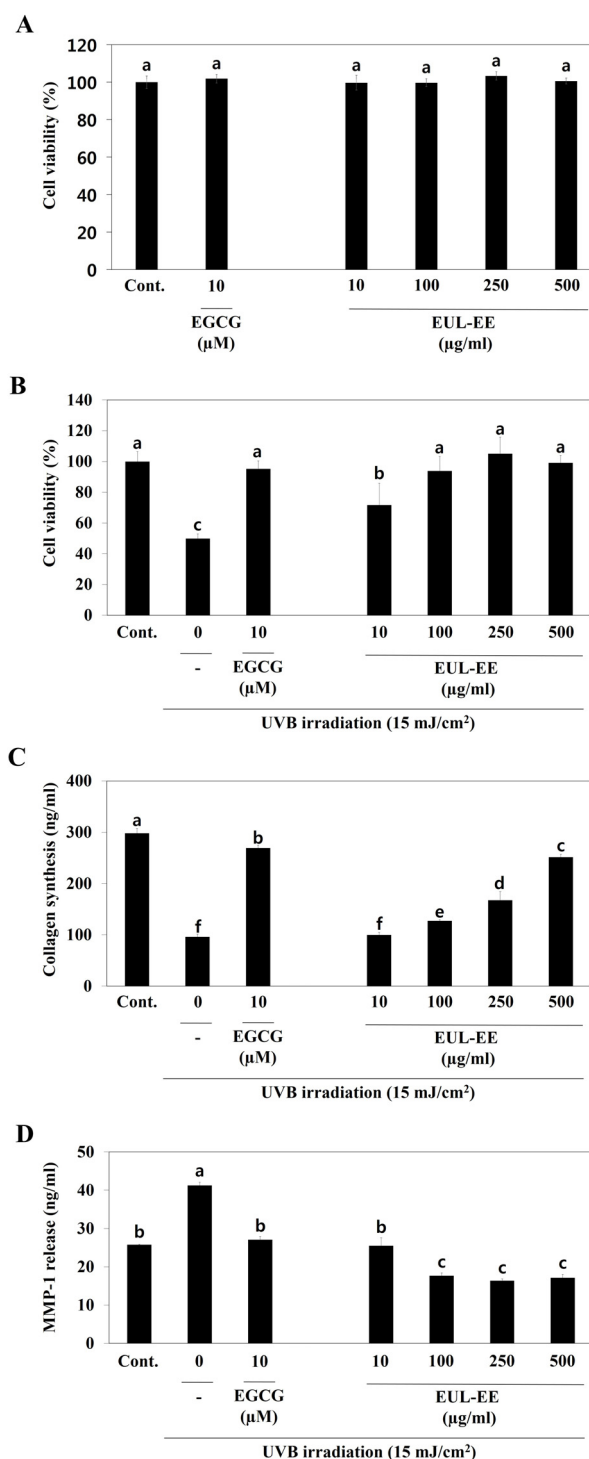 A
Cell viability (%)
120
100
80
60
40
20
0
a a a a a a
Cont. 10 10 100 250 500
EGCG EUL-EE
(μM) (μg/ml)
B
Cell viability (%)
140
120
100
80
60
40
20
0
a c a b a a a
Cont. 0 10 10 100 250 500
- EGCG EUL-EE
(μM) (μg/ml)
UVB irradiation (15 mJ/cm²)
C
Collagen synthesis (ng/ml)
400
300
200
100
0
a f b f e d c
Cont. 0 10 10 100 250 500
- EGCG EUL-EE
(μM) (μg/ml)
UVB irradiation (15 mJ/cm²)
D
MMP-1 release (ng/ml)
50
40
30
20
10
0
b a b b c c c
Cont. 0 10 10 100 250 500
- EGCG EUL-EE
(μM) (μg/ml)
UVB irradiation (15 mJ/cm²)